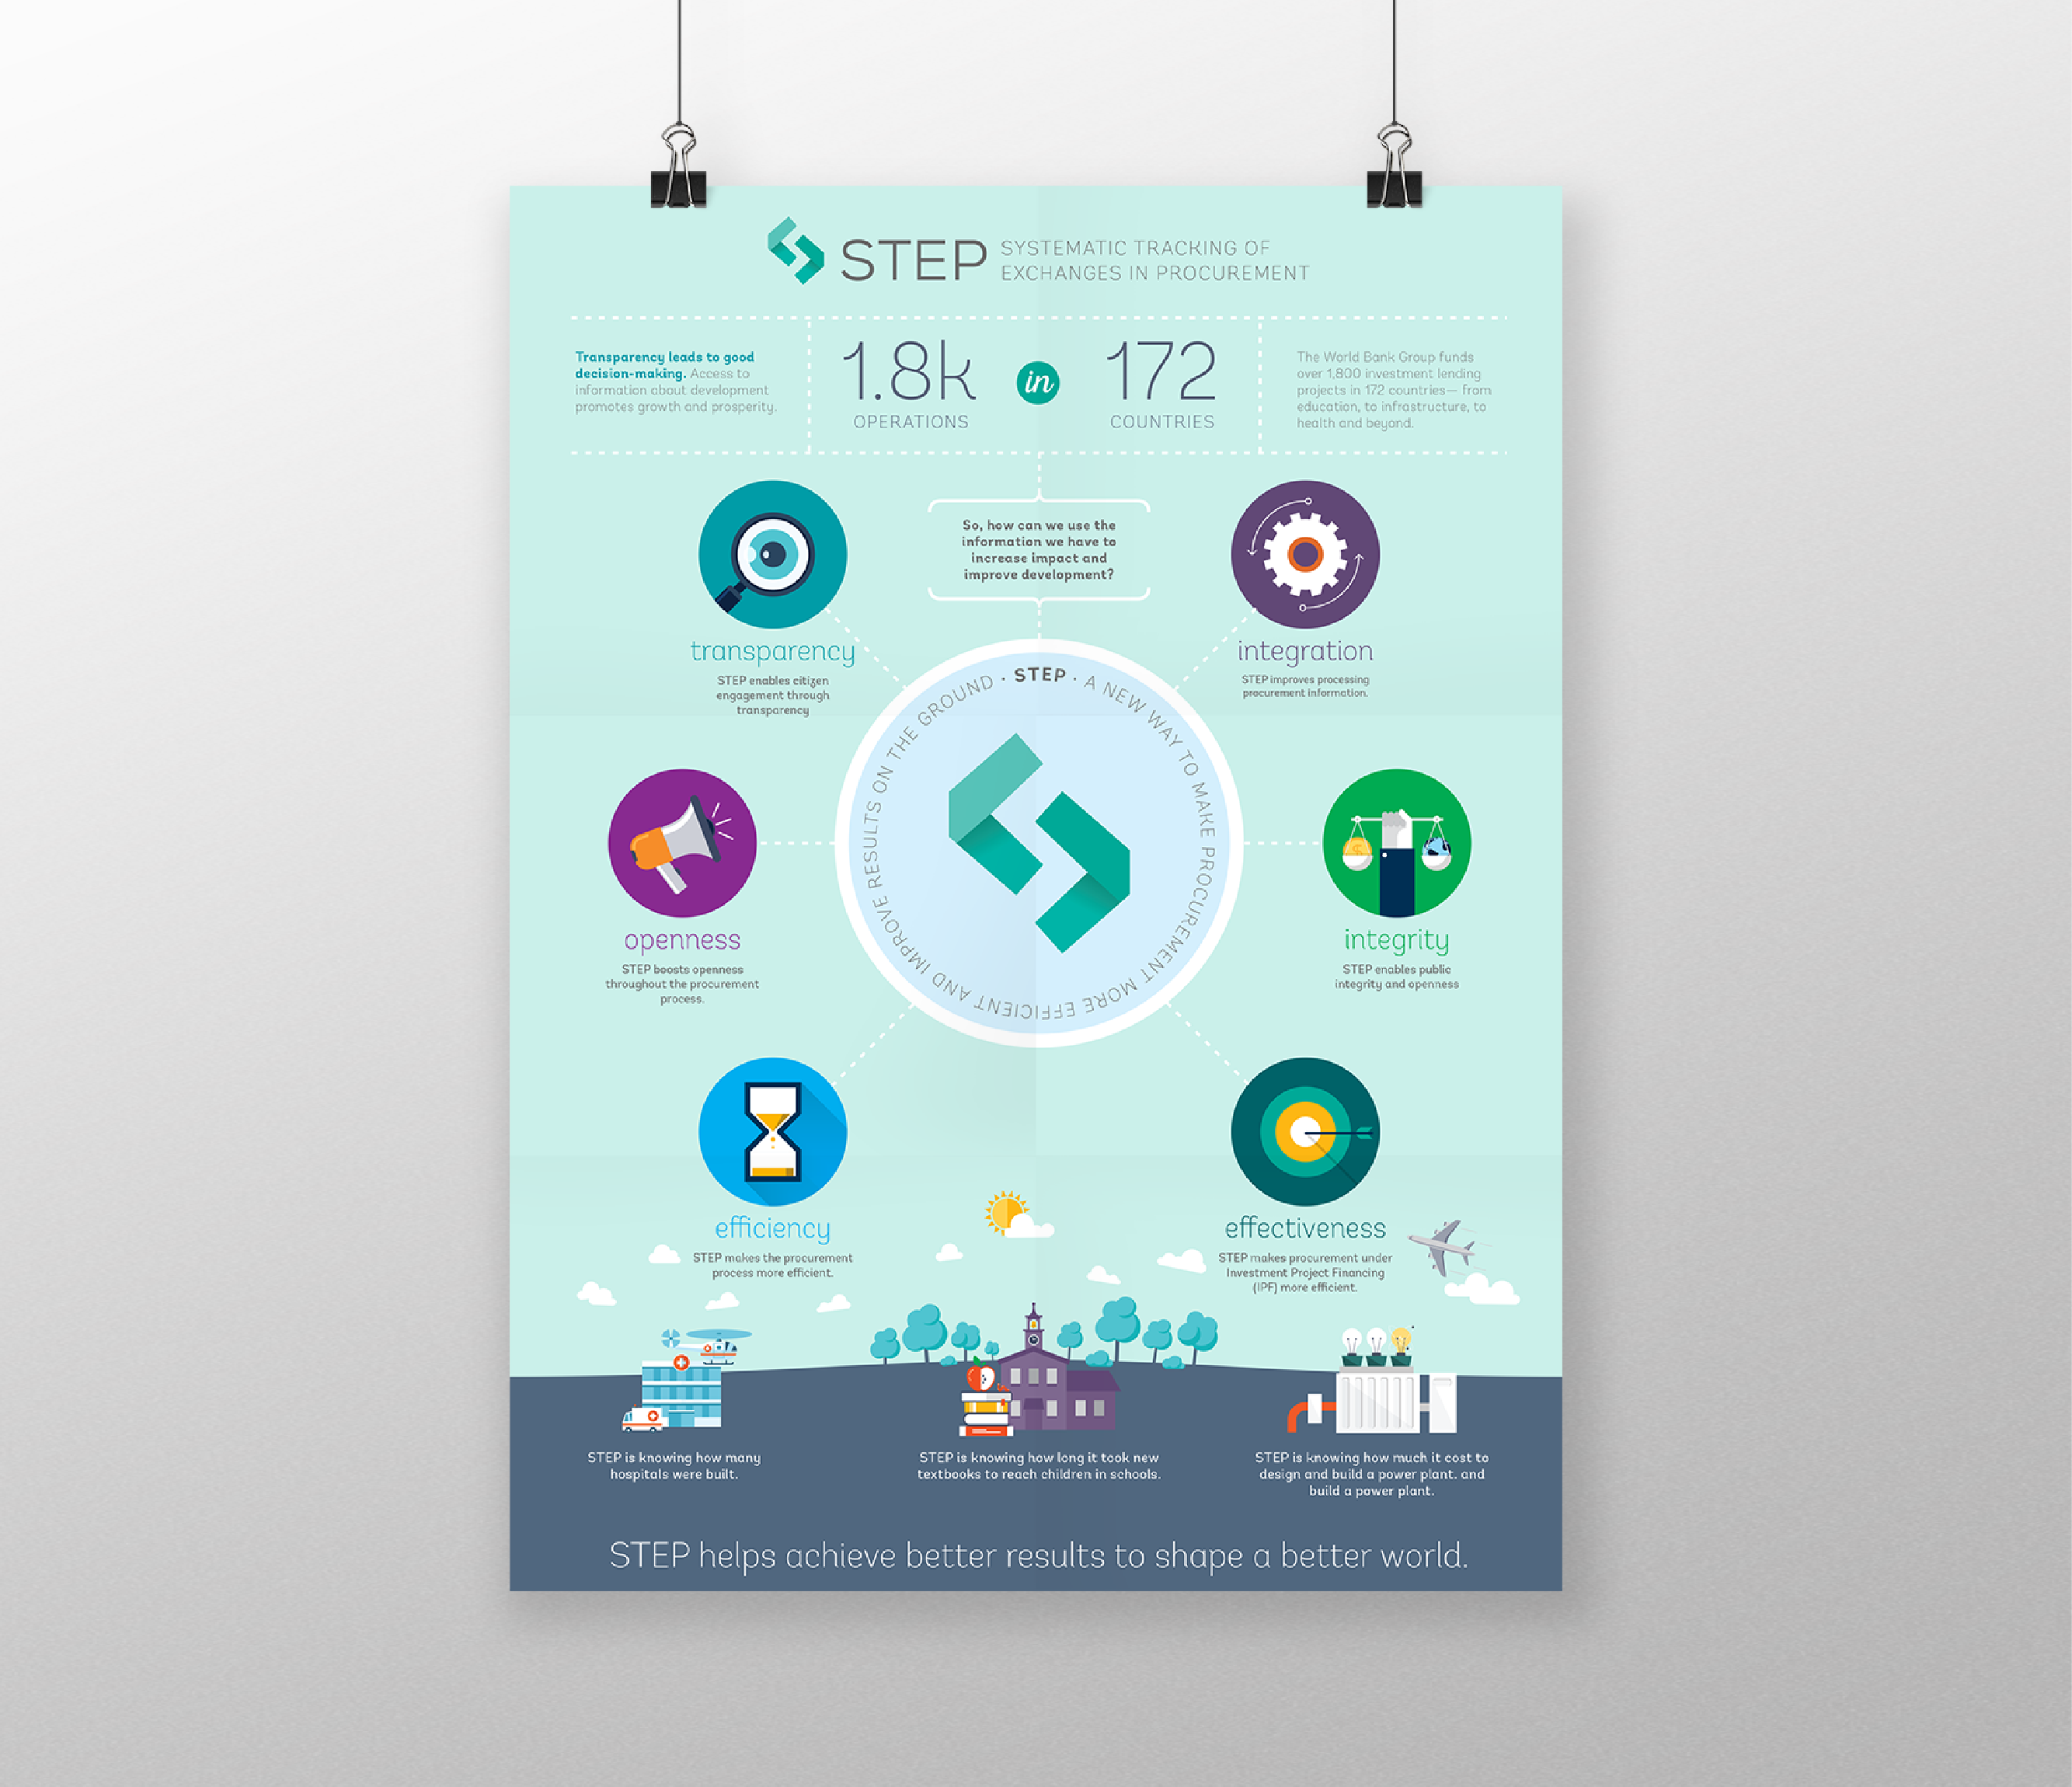 STEP
SYSTEMATIC TRACKING OF
EXCHANGES IN PROCUREMENT
Transparency leads to good
decision-making. Access to
information about development
promotes growth and prosperity.
1.8k
OPERATIONS
in
172
COUNTRIES
The World Bank Group funds
over 1,800 investment lending
projects in 172 countries— from
education, to infrastructure, to
health and beyond.
So, how can we use the
information we have to
increase impact and
improve development?
transparency
STEP enables citizen
engagement through
transparency
integration
STEP improves processing
procurement information.
· STEP · A NEW WAY TO MAKE PROCUREMENT MORE EFFICIENT AND IMPROVE RESULTS ON THE GROUND
openness
STEP boosts openness
throughout the procurement
process.
integrity
STEP enables public
integrity and openness
efficiency
STEP makes the procurement
process more efficient.
effectiveness
STEP makes procurement under
Investment Project Financing
(IPF) more efficient.
STEP is knowing how many
hospitals were built.
STEP is knowing how long it took new
textbooks to reach children in schools.
STEP is knowing how much it cost to
design and build a power plant. and
build a power plant.
STEP helps achieve better results to shape a better world.